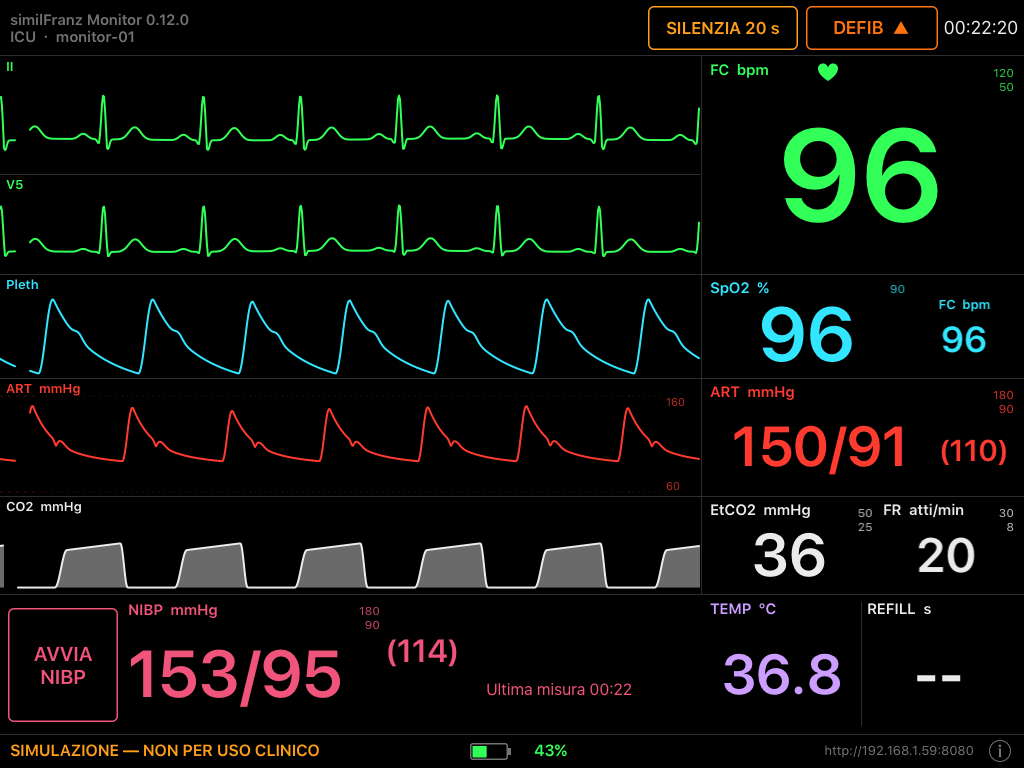 similFranz Monitor 0.12.0
ICU · monitor-01
SILENZIA 20 s
DEFIB ▲
00:22:20
II
FC bpm
120
50
96
V5
Pleth
SpO2 %
90
96
FC bpm
96
ART mmHg
160
60
ART mmHg
180
90
150/91
(110)
CO2 mmHg
EtCO2 mmHg
50
25
36
FR atti/min
30
8
20
AVVIA
NIBP
NIBP mmHg
180
90
153/95
(114)
Ultima misura 00:22
TEMP °C
36.8
REFILL s
--
SIMULAZIONE — NON PER USO CLINICO
43%
http://192.168.1.59:8080
i